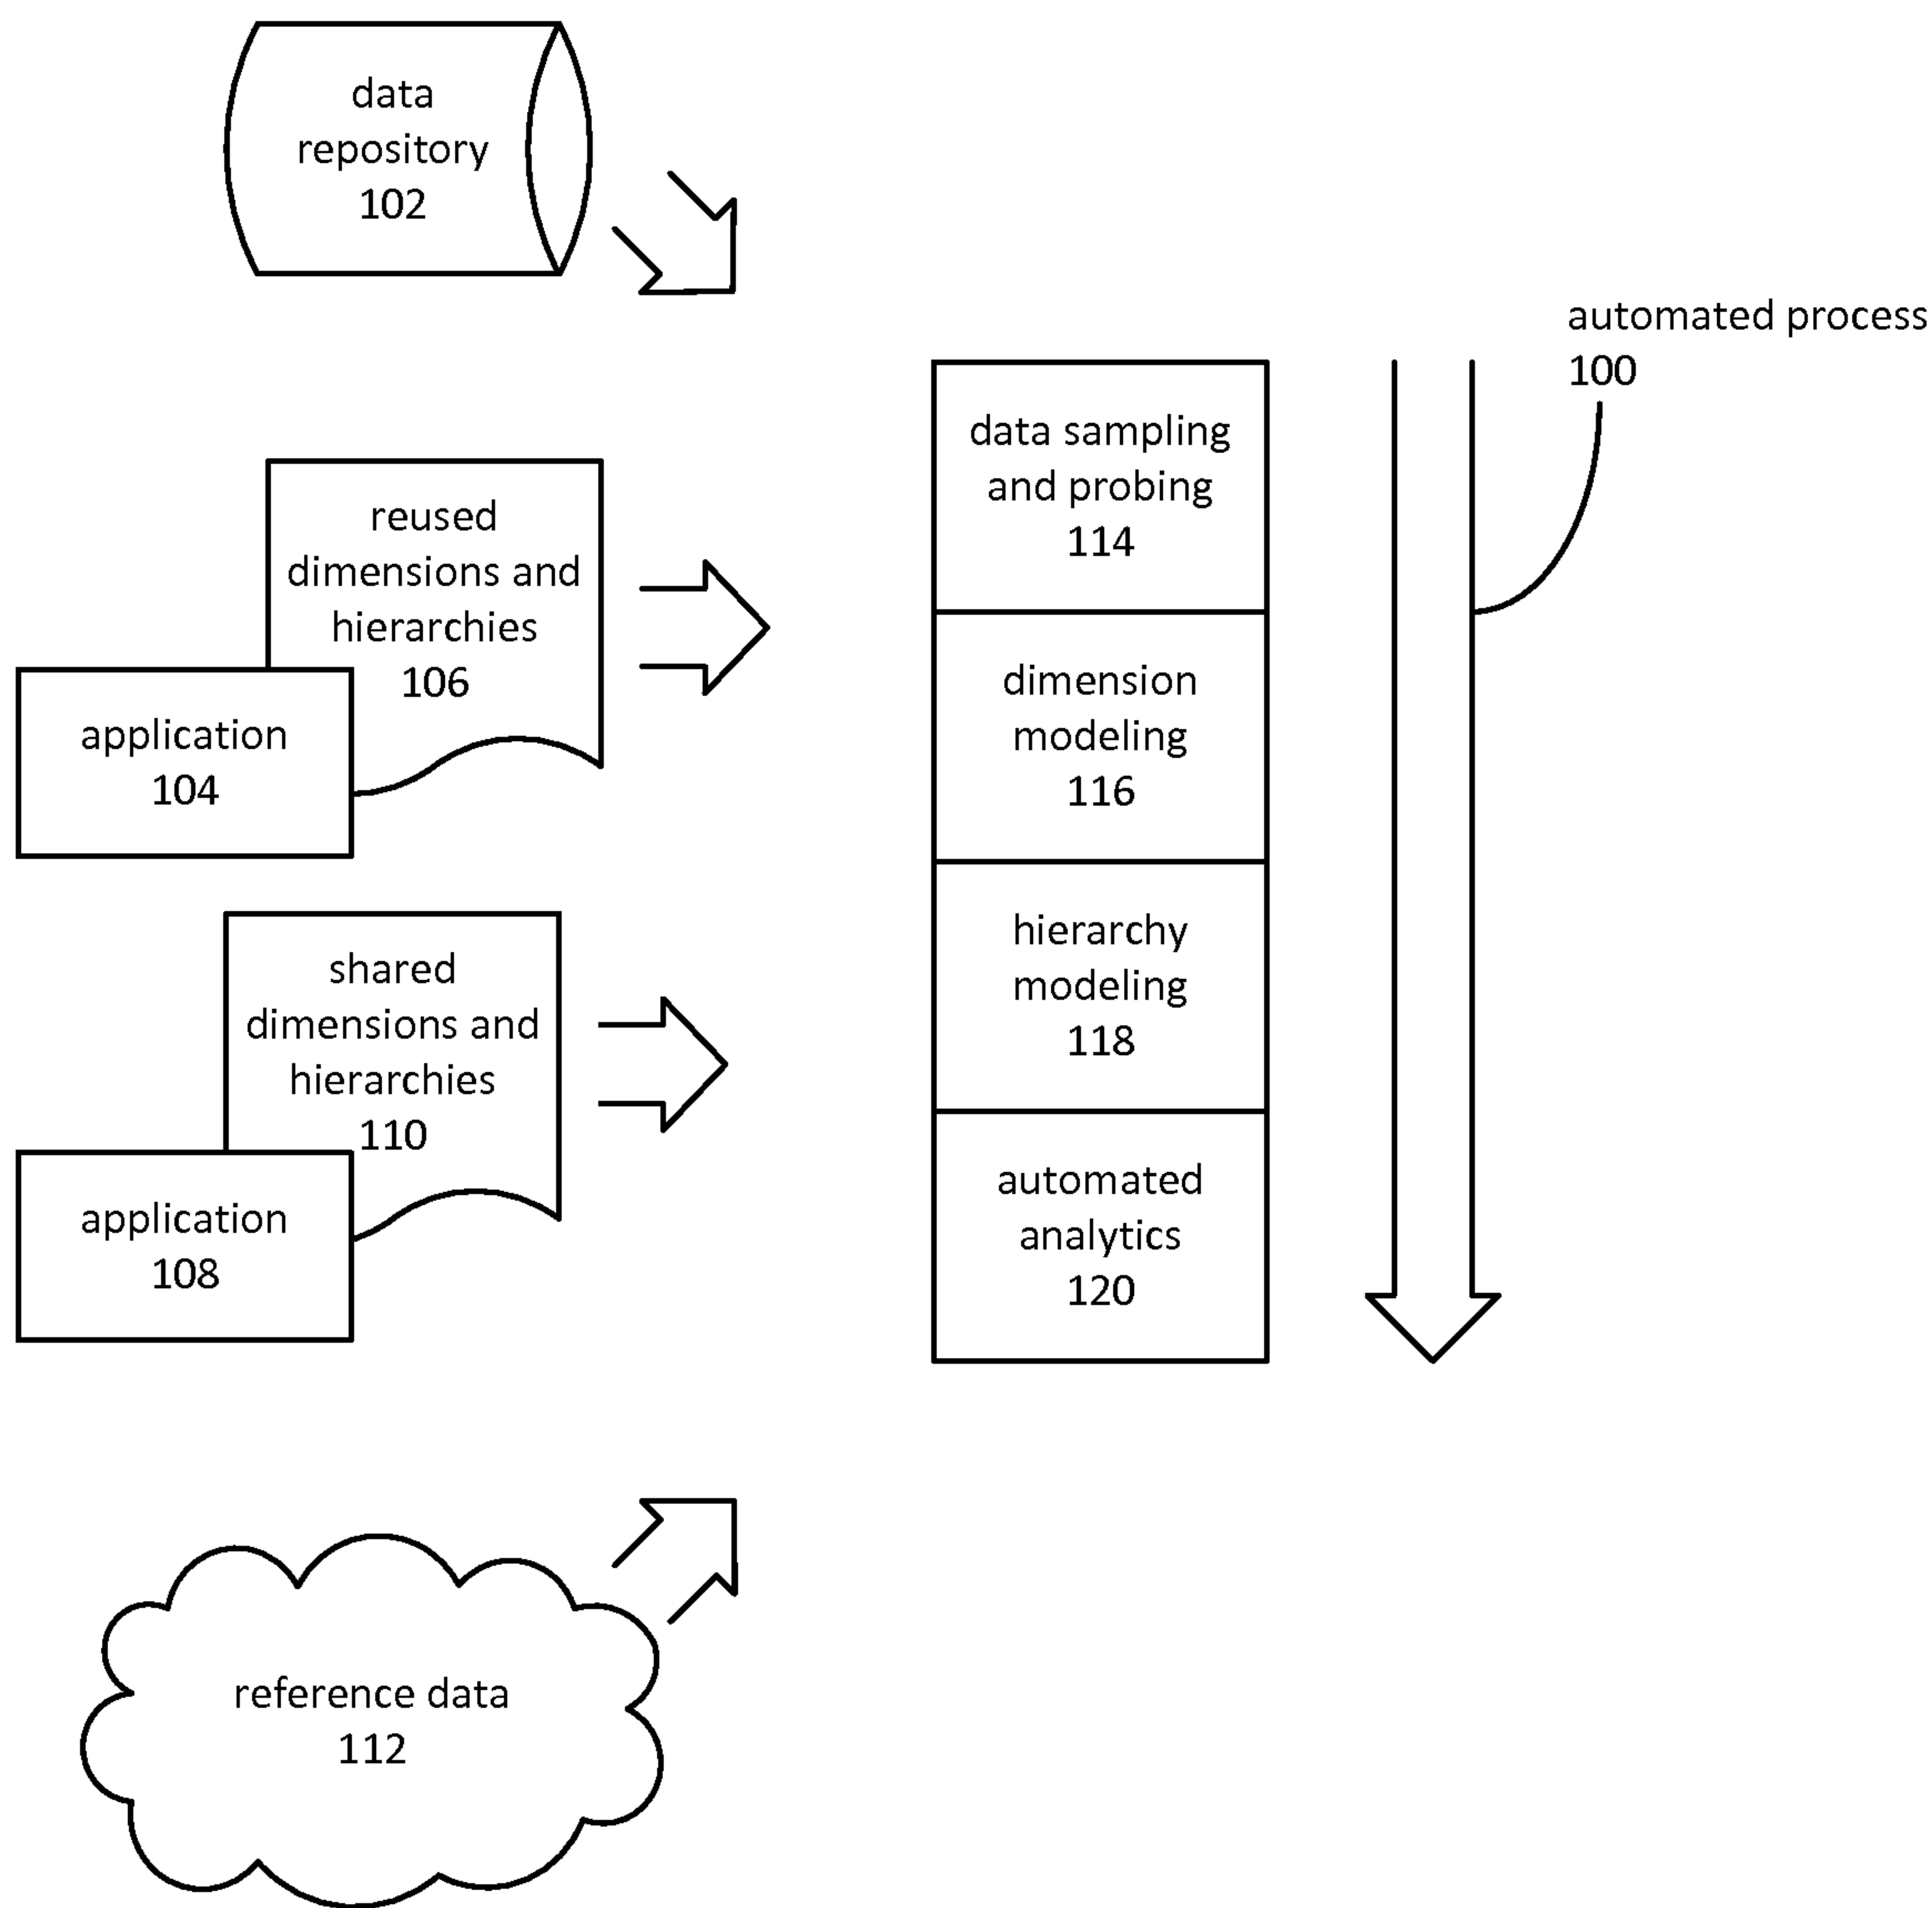 data
repository
102
automated process
100
reused
dimensions and
hierarchies
106
application
104
shared
dimensions and
hierarchies
110
application
108
reference data
112
data sampling
and probing
114
dimension
modeling
116
hierarchy
modeling
118
automated
analytics
120